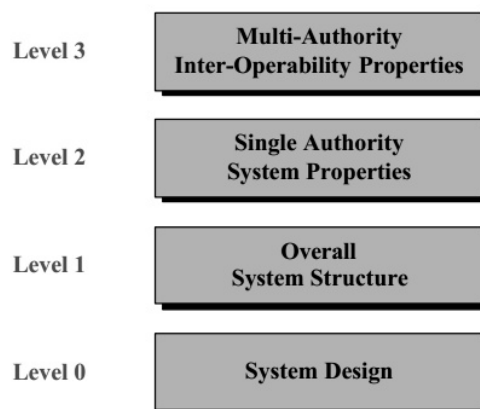 Level 3
Multi-Authority
Inter-Operability Properties
Level 2
Single Authority
System Properties
Level 1
Overall
System Structure
Level 0
System Design